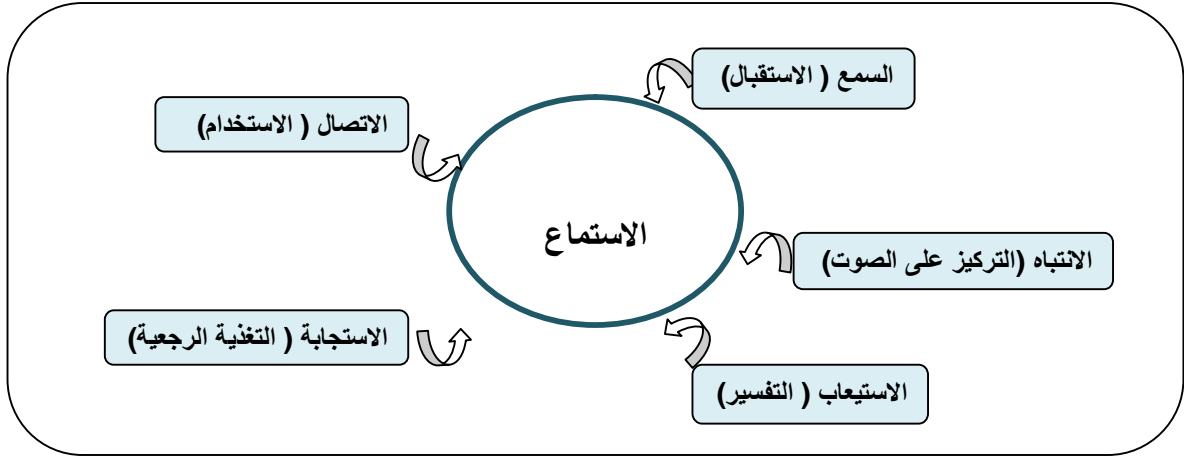 السمع ( الاستقبال)
الاتصال ( الاستخدام)
الاستماع
الانتباه (التركيز على الصوت)
الاستجابة ( التغذية الرجعية)
الاستيعاب ( التفسير)